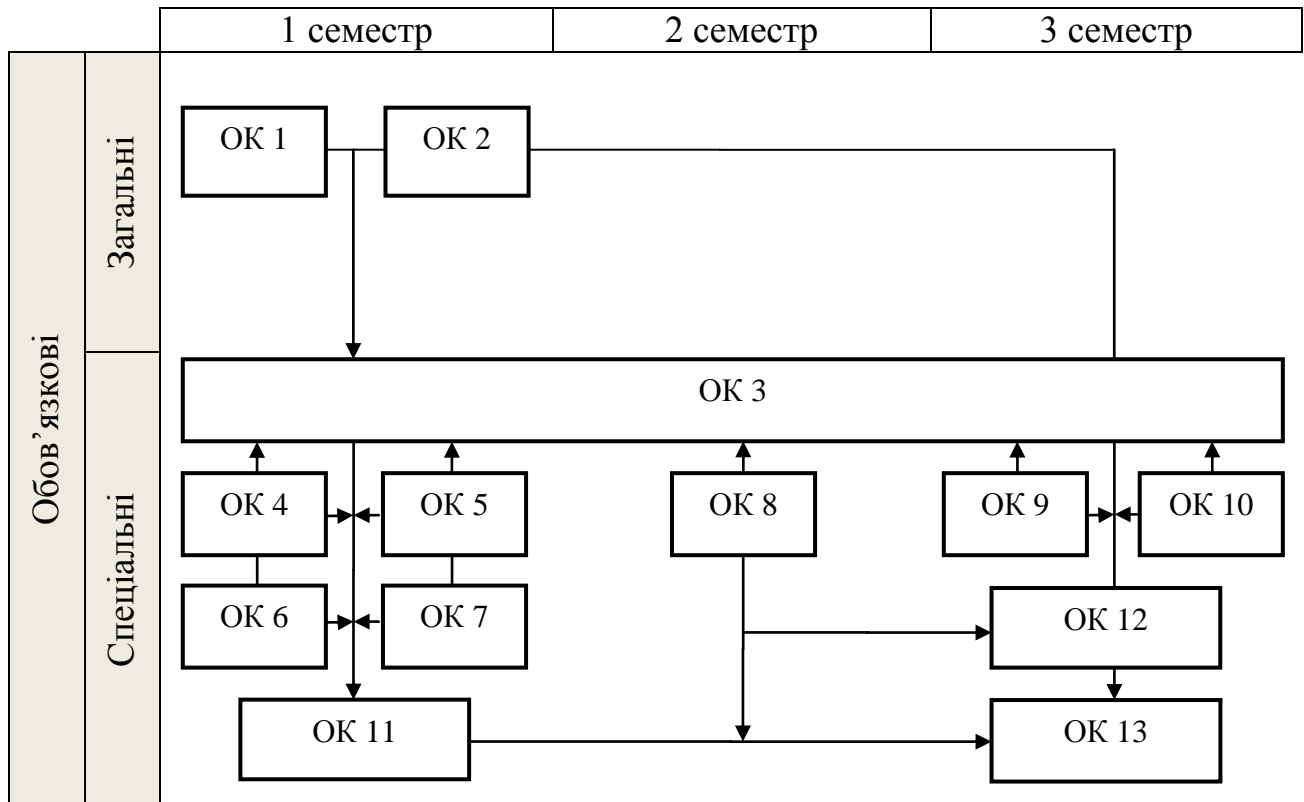 1 семестр 2 семестр 3 семестр
Обов’язкові
Загальні
ОК 1 ОК 2
Спеціальні
ОК 3
ОК 4 ОК 5 ОК 8 ОК 9 ОК 10
ОК 6 ОК 7 ОК 12
ОК 11 ОК 13